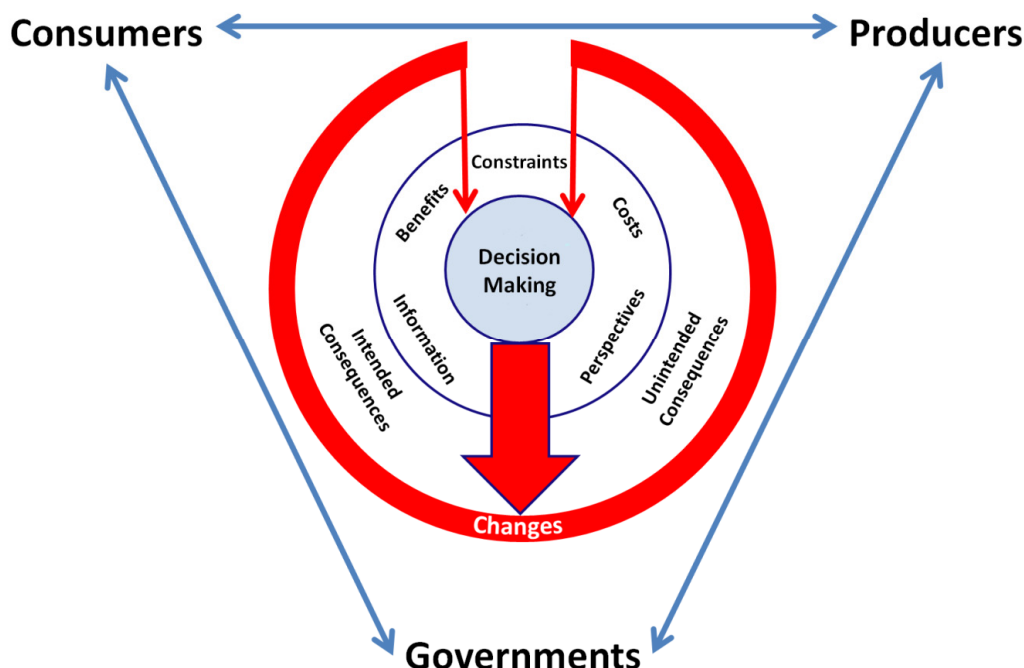 Consumers
Producers
Constraints
Benefits
Costs
Decision
Making
Information
Perspectives
Intended
Consequences
Unintended
Consequences
Changes
Governments